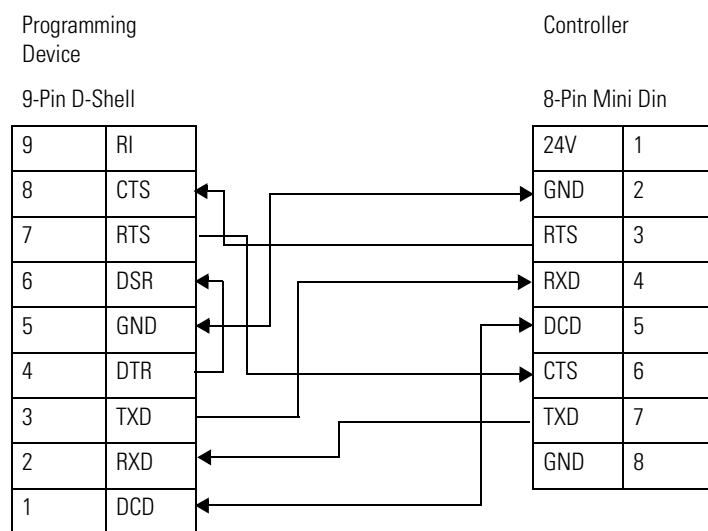 Programming
Device
Controller
9-Pin D-Shell
8-Pin Mini Din
9 RI
8 CTS
7 RTS
6 DSR
5 GND
4 DTR
3 TXD
2 RXD
1 DCD
24V 1
GND 2
RTS 3
RXD 4
DCD 5
CTS 6
TXD 7
GND 8